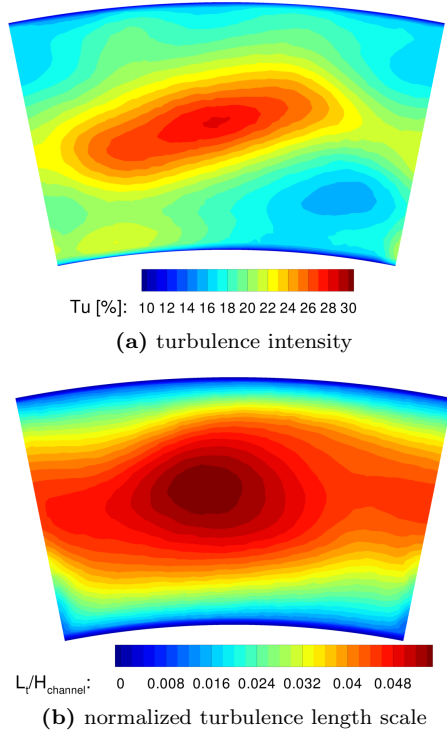 Tu [%]: 10 12 14 16 18 20 22 24 26 28 30
(a) turbulence intensity
Lt/Hchannel: 0 0.008 0.016 0.024 0.032 0.04 0.048
(b) normalized turbulence length scale